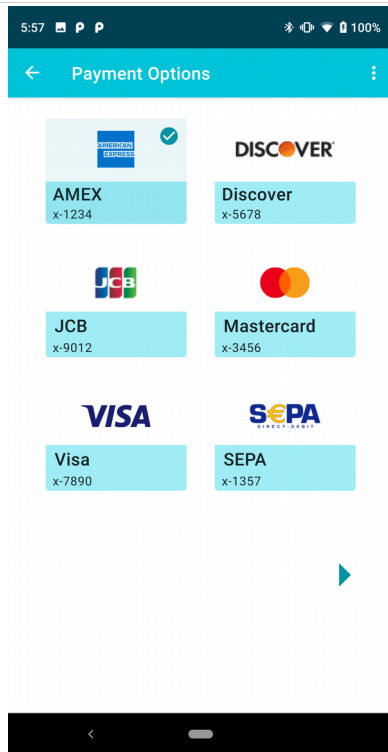 5:57
100%
Payment Options
AMERICAN
EXPRESS
DISCOVER
AMEX
x-1234
Discover
x-5678
JCB
JCB
x-9012
Mastercard
x-3456
VISA
S€PA
DIRECT-DEBIT
Visa
x-7890
SEPA
x-1357